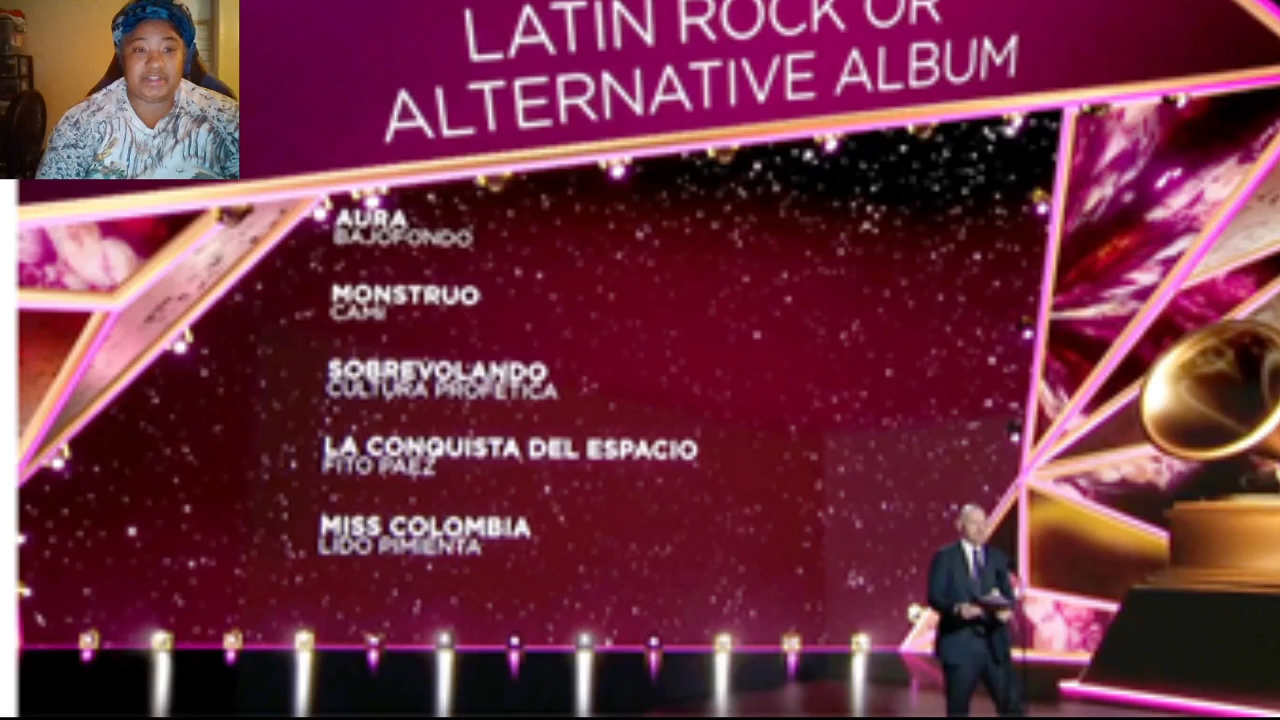 LATIN ROCK OR
ALTERNATIVE ALBUM
AURA
BAJOFONDO
MONSTRUO
CAMI
SOBREVOLANDO
CULTURA PROFÉTICA
LA CONQUISTA DEL ESPACIO
FITO PAEZ
MISS COLOMBIA
LIDO PIMIENTA